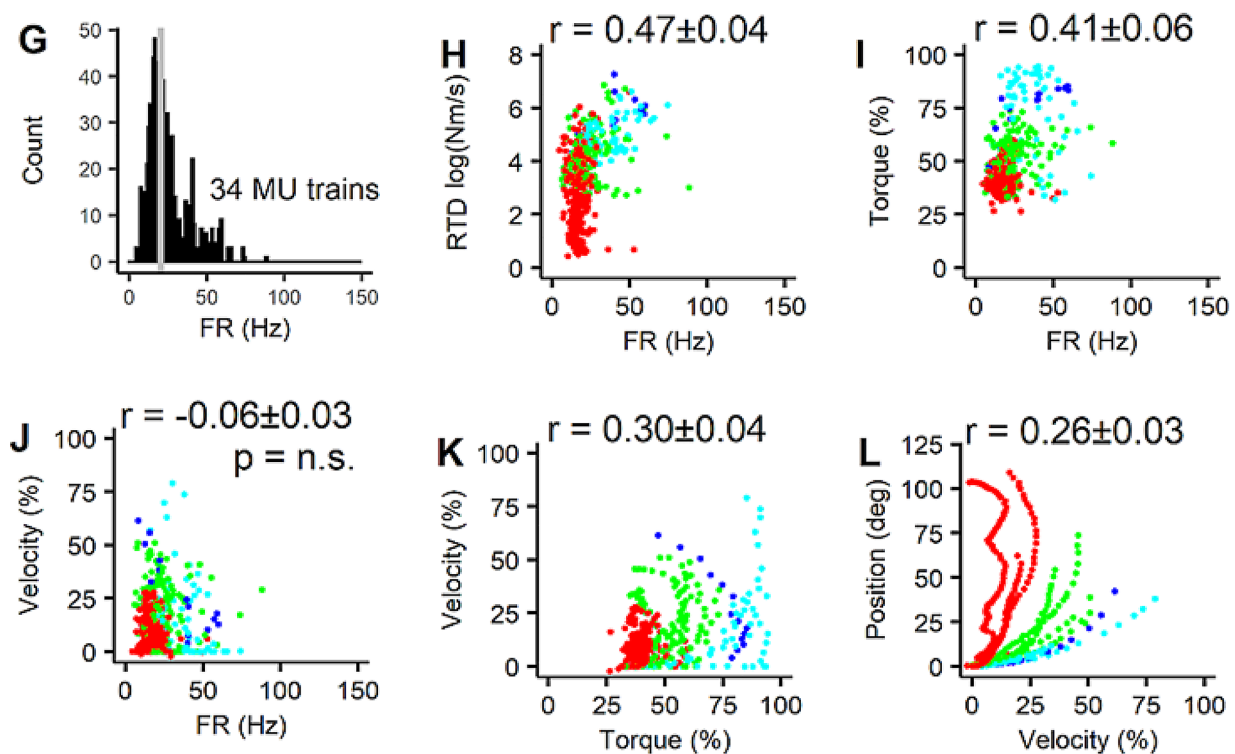 G
50
40
30
20
10
0
Count
34 MU trains
0 50 100 150
FR (Hz)
H
r = 0.47±0.04
8
6
4
2
0
RTD log(Nm/s)
0 50 100 150
FR (Hz)
I
r = 0.41±0.06
100
75
50
25
0
Torque (%)
0 50 100 150
FR (Hz)
J
r = -0.06±0.03
p = n.s.
100
75
50
25
0
Velocity (%)
0 50 100 150
FR (Hz)
K
r = 0.30±0.04
100
75
50
25
0
Velocity (%)
0 25 50 75 100
Torque (%)
L
r = 0.26±0.03
125
100
75
50
25
0
Position (deg)
0 25 50 75 100
Velocity (%)